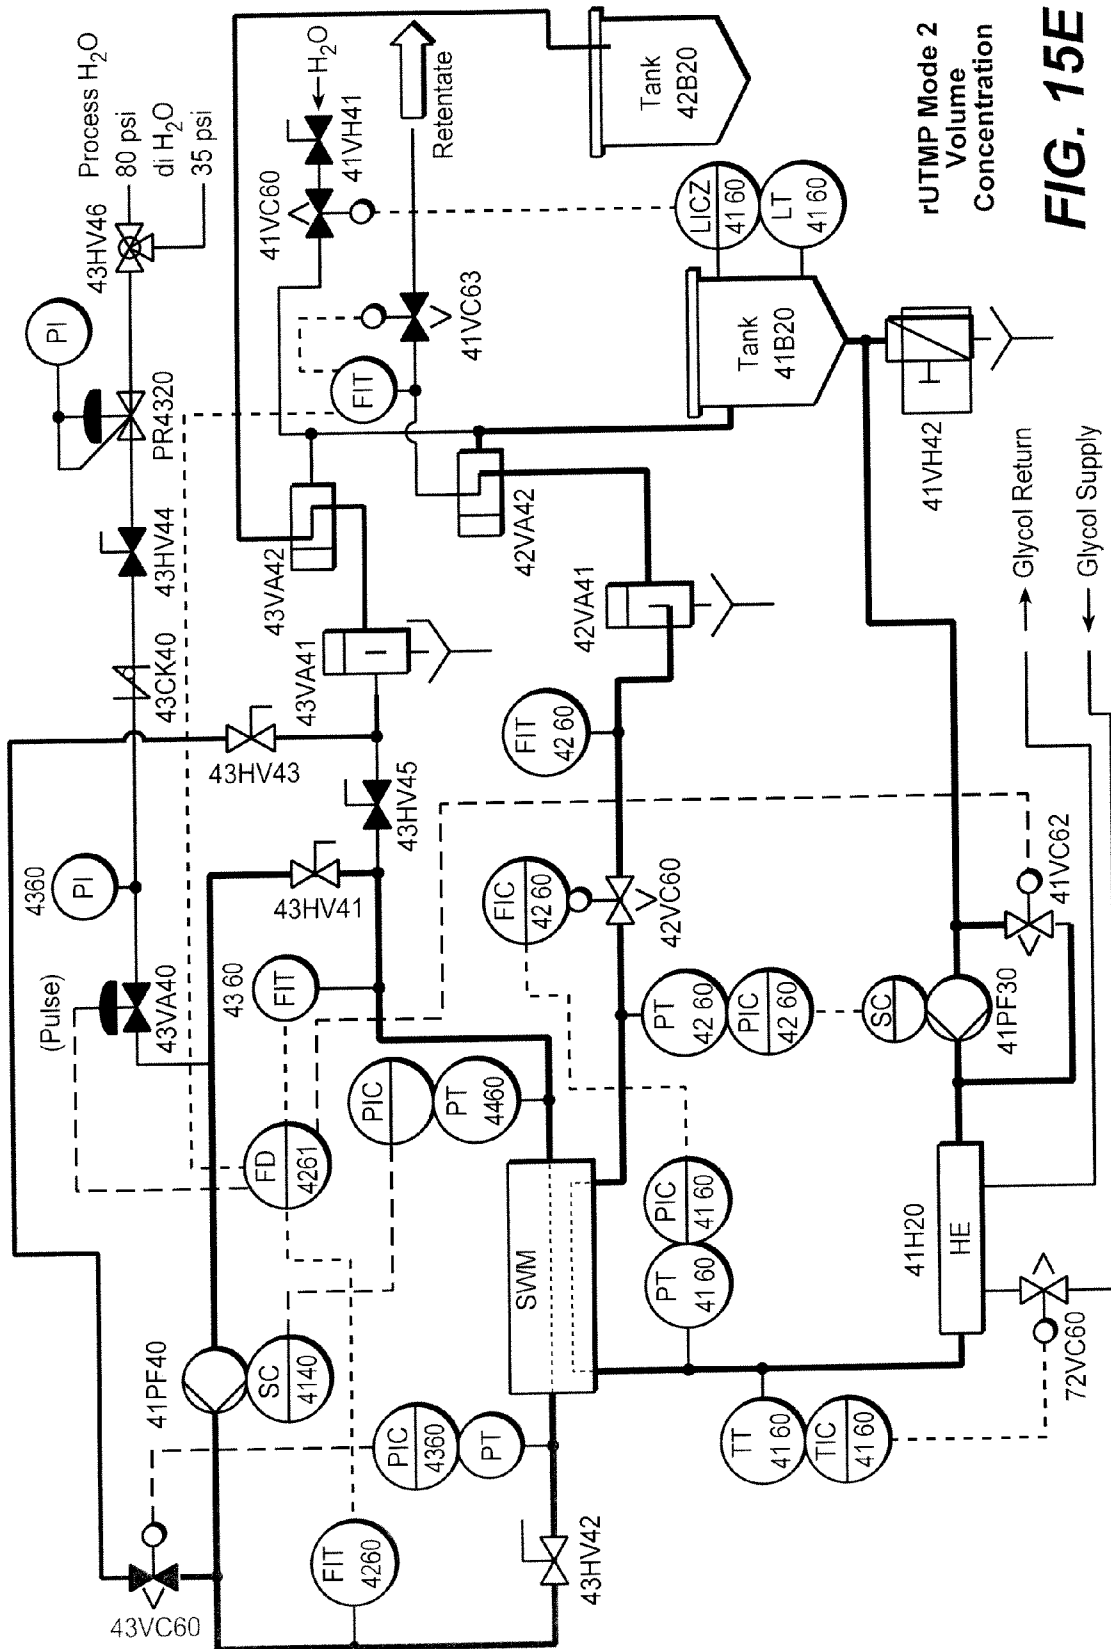 Process H2O
80 psi
di H2O
35 psi
43HV46
PI
PR4320
43HV44
43CK40
4360
PI
(Pulse)
43VA40
H2O
41VH41
41VC60
Retentate
41VC63
FIT
43VA42
42VA42
43VA41
42VA41
43HV43
43HV45
43HV41
Tank
42B20
LICZ
41 60
LT
41 60
Tank
41B20
41VH42
T
Glycol Return
Glycol Supply
43 60
FIT
FD
4261
PIC
PT
4460
FIT
42 60
FIC
42 60
42VC60
PT
42 60
PIC
42 60
SC
41PF30
41VC62
41PF40
SC
4140
SWM
PIC
41 60
PT
41 60
41H20
HE
72VC60
TT
41 60
TIC
41 60
PIC
4360
PT
FIT
4260
43HV42
43VC60
rUTMP Mode 2
Volume
Concentration
FIG. 15E